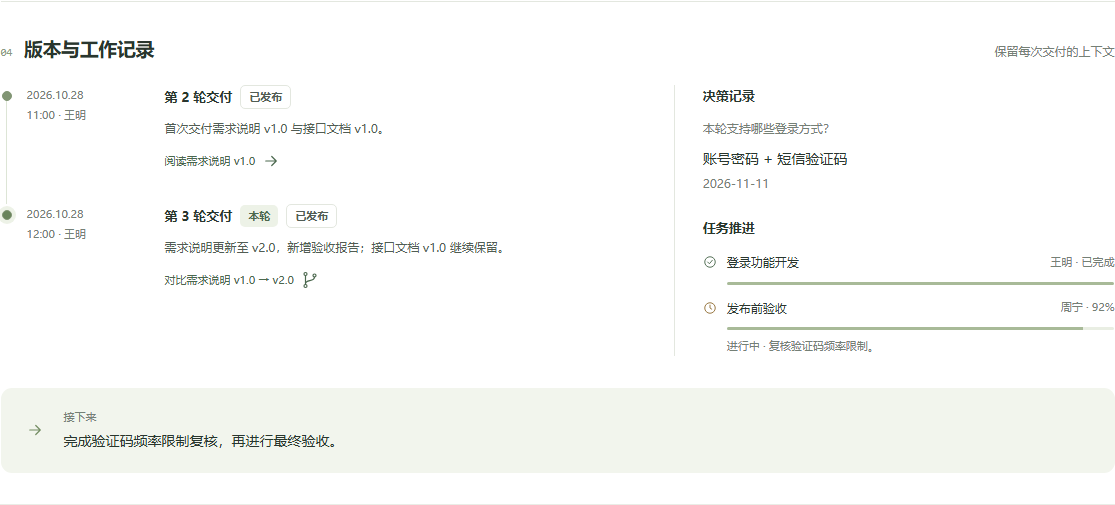 04 版本与工作记录
保留每次交付的上下文
2026.10.28
11:00 · 王明
第 2 轮交付 已发布
首次交付需求说明 v1.0 与接口文档 v1.0。
阅读需求说明 v1.0 →
2026.10.28
12:00 · 王明
第 3 轮交付 本轮 已发布
需求说明更新至 v2.0，新增验收报告；接口文档 v1.0 继续保留。
对比需求说明 v1.0 → v2.0
决策记录
本轮支持哪些登录方式？
账号密码 + 短信验证码
2026-11-11
任务推进
登录功能开发 王明 · 已完成
发布前验收 周宁 · 92%
进行中 · 复核验证码频率限制。
接下来
→ 完成验证码频率限制复核，再进行最终验收。